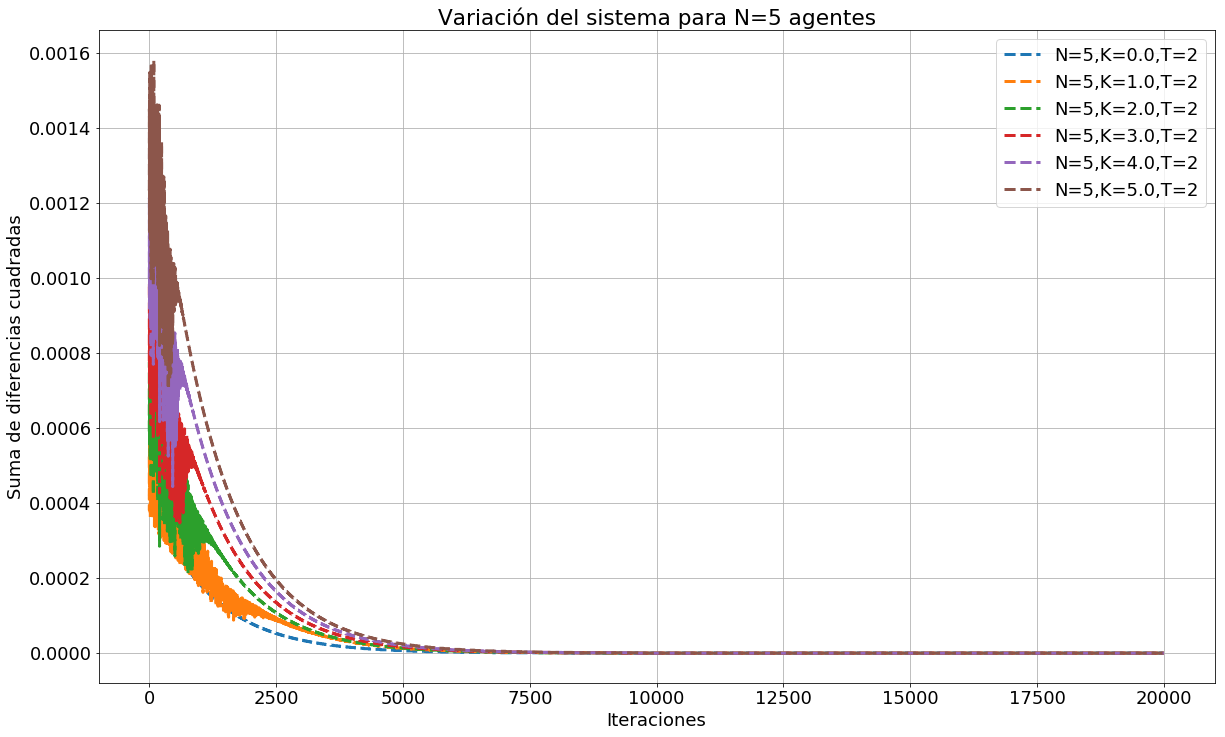 Variación del sistema para N=5 agentes
N=5,K=0.0,T=2
N=5,K=1.0,T=2
N=5,K=2.0,T=2
N=5,K=3.0,T=2
N=5,K=4.0,T=2
N=5,K=5.0,T=2
Suma de diferencias cuadradas
0.0016
0.0014
0.0012
0.0010
0.0008
0.0006
0.0004
0.0002
0.0000
0 2500 5000 7500 10000 12500 15000 17500 20000
Iteraciones